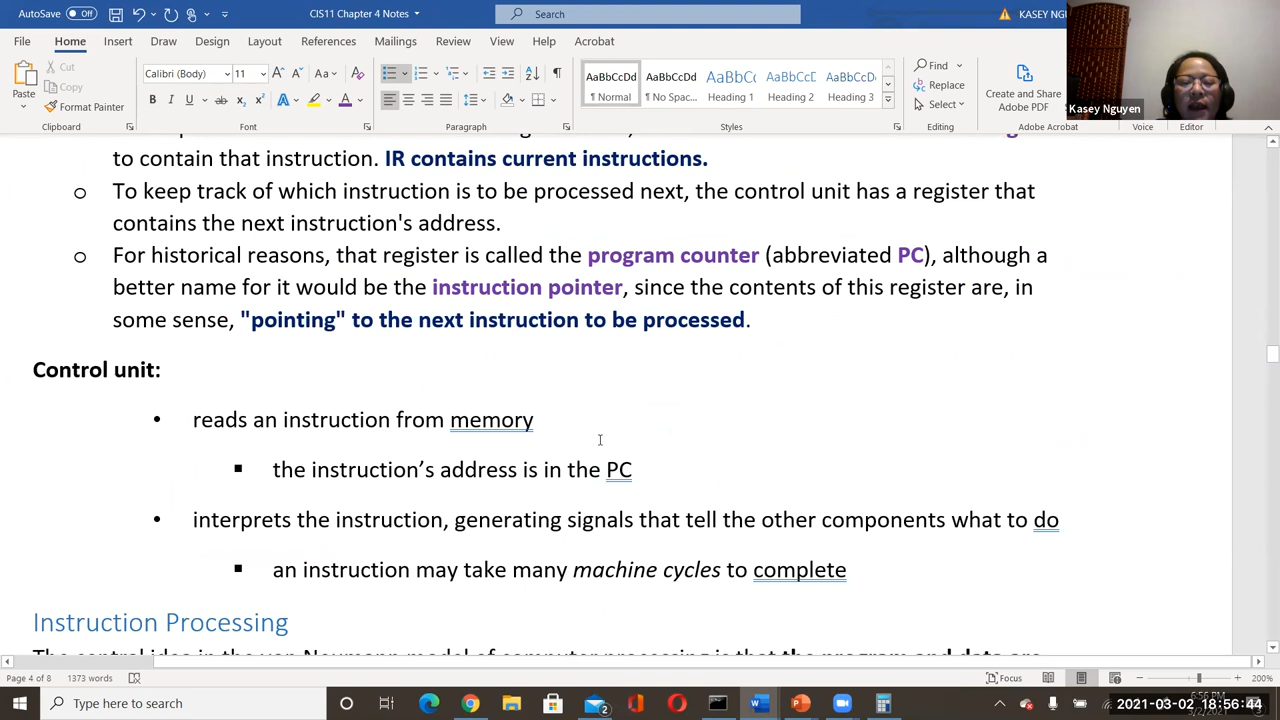 AutoSave Off CIS11 Chapter 4 Notes Search KASEY NGU
File Home Insert Draw Design Layout References Mailings Review View Help Acrobat
Paste Cut Copy Format Painter
Calibri (Body) 11
AaBbCcDd AaBbCcDd AaBbCc AaBbCcD AaBbCcD
¶ Normal ¶ No Spac... Heading 1 Heading 2 Heading 3
Find Replace Select
Create and Share Adobe PDF
Kasey Nguyen
Clipboard Font Paragraph Styles Editing Adobe Acrobat Voice Editor
to contain that instruction. IR contains current instructions.
o To keep track of which instruction is to be processed next, the control unit has a register that
contains the next instruction's address.
o For historical reasons, that register is called the program counter (abbreviated PC), although a
better name for it would be the instruction pointer, since the contents of this register are, in
some sense, "pointing" to the next instruction to be processed.
Control unit:
• reads an instruction from memory
▪ the instruction’s address is in the PC
• interprets the instruction, generating signals that tell the other components what to do
▪ an instruction may take many machine cycles to complete
Instruction Processing
Page 4 of 8 1373 words Focus 200%
Type here to search 2 6:56 PM
2021-03-02 18:56:44